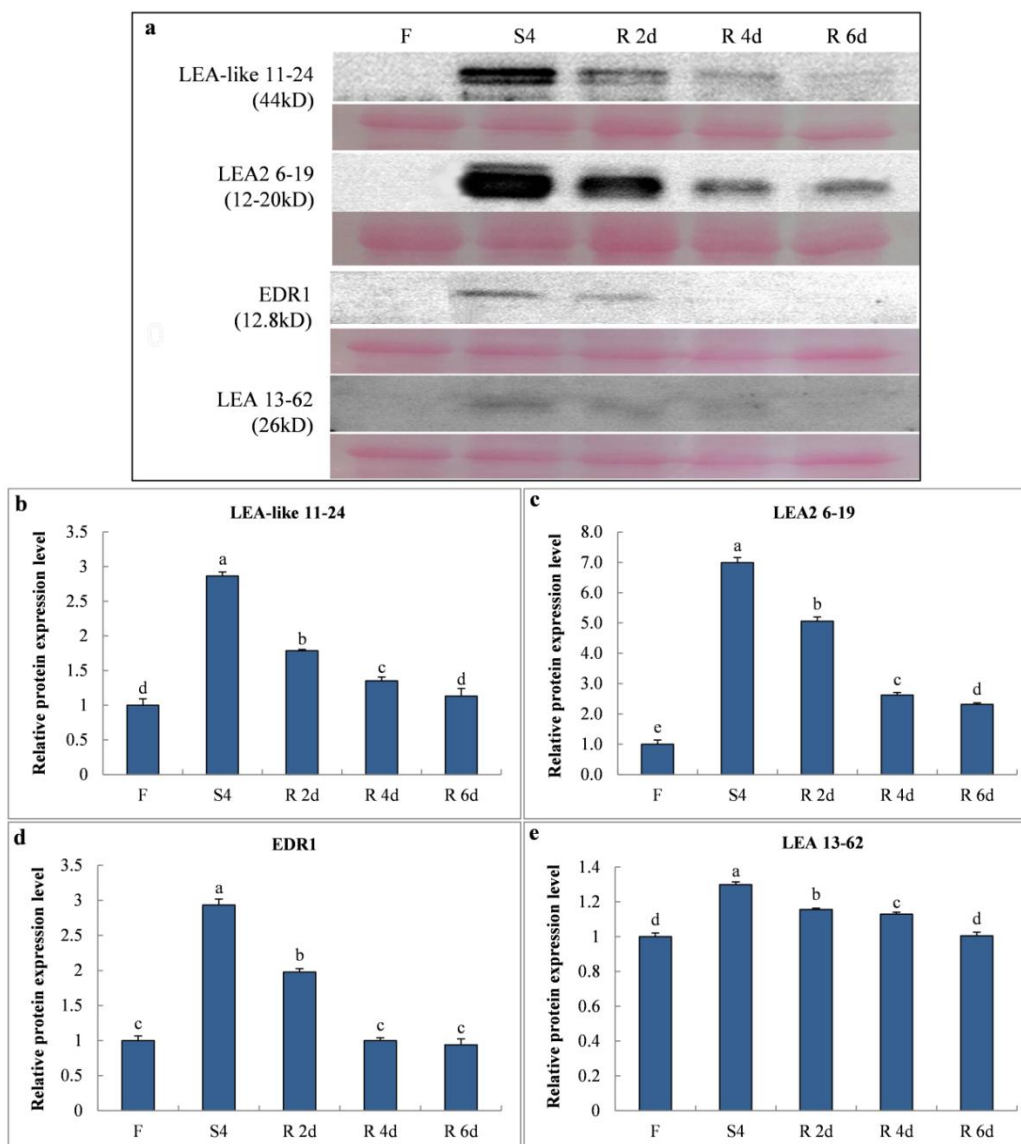 a
F S4 R 2d R 4d R 6d
LEA-like 11-24
(44kD)
LEA2 6-19
(12-20kD)
EDR1
(12.8kD)
LEA 13-62
(26kD)
b
LEA-like 11-24
Relative protein expression level
3.5
3
2.5
2
1.5
1
0.5
0
a
b
c
d
d
F S4 R 2d R 4d R 6d
c
LEA2 6-19
Relative protein expression level
8.0
7.0
6.0
5.0
4.0
3.0
2.0
1.0
0.0
a
b
c
d
e
F S4 R 2d R 4d R 6d
d
EDR1
Relative protein expression level
3.5
3
2.5
2
1.5
1
0.5
0
a
b
c
c
c
F S4 R 2d R 4d R 6d
e
LEA 13-62
Relative protein expression level
1.4
1.2
1
0.8
0.6
0.4
0.2
0
a
b
c
d
d
F S4 R 2d R 4d R 6d